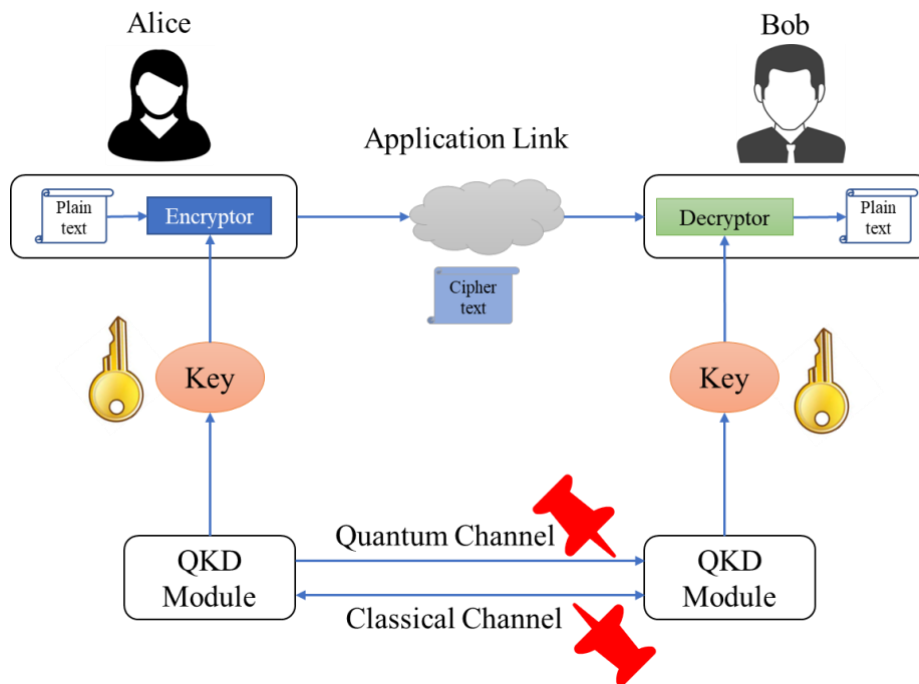 Alice
Bob
Application Link
Plain
text
Encryptor
Cipher
text
Decryptor
Plain
text
Key
Key
QKD
Module
Quantum Channel
Classical Channel
QKD
Module